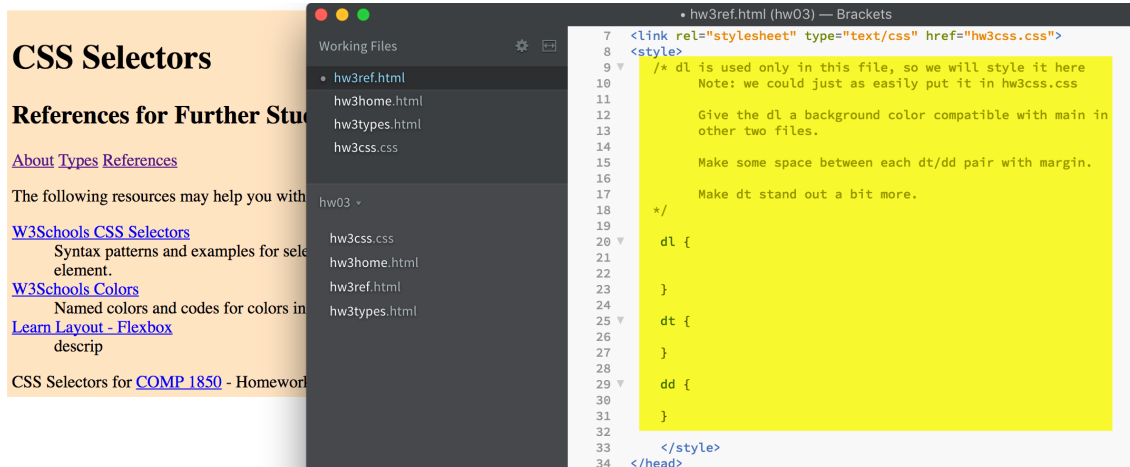 CSS Selectors
References for Further Stu
About Types References
The following resources may help you with
W3Schools CSS Selectors
Syntax patterns and examples for sele
element.
W3Schools Colors
Named colors and codes for colors in
Learn Layout - Flexbox
descrip
CSS Selectors for COMP 1850 - Homework
• hw3ref.html (hw03) — Brackets
Working Files
hw3ref.html
hw3home.html
hw3types.html
hw3css.css
hw03
hw3css.css
hw3home.html
hw3ref.html
hw3types.html
7 <link rel="stylesheet" type="text/css" href="hw3css.css">
8 <style>
9 /* dl is used only in this file, so we will style it here
10 Note: we could just as easily put it in hw3css.css
11
12 Give the dl a background color compatible with main in
13 other two files.
14
15 Make some space between each dt/dd pair with margin.
16
17 Make dt stand out a bit more.
18 */
19
20 dl {
21
22
23 }
24
25 dt {
26
27 }
28
29 dd {
30
31 }
32
33 </style>
34 </head>